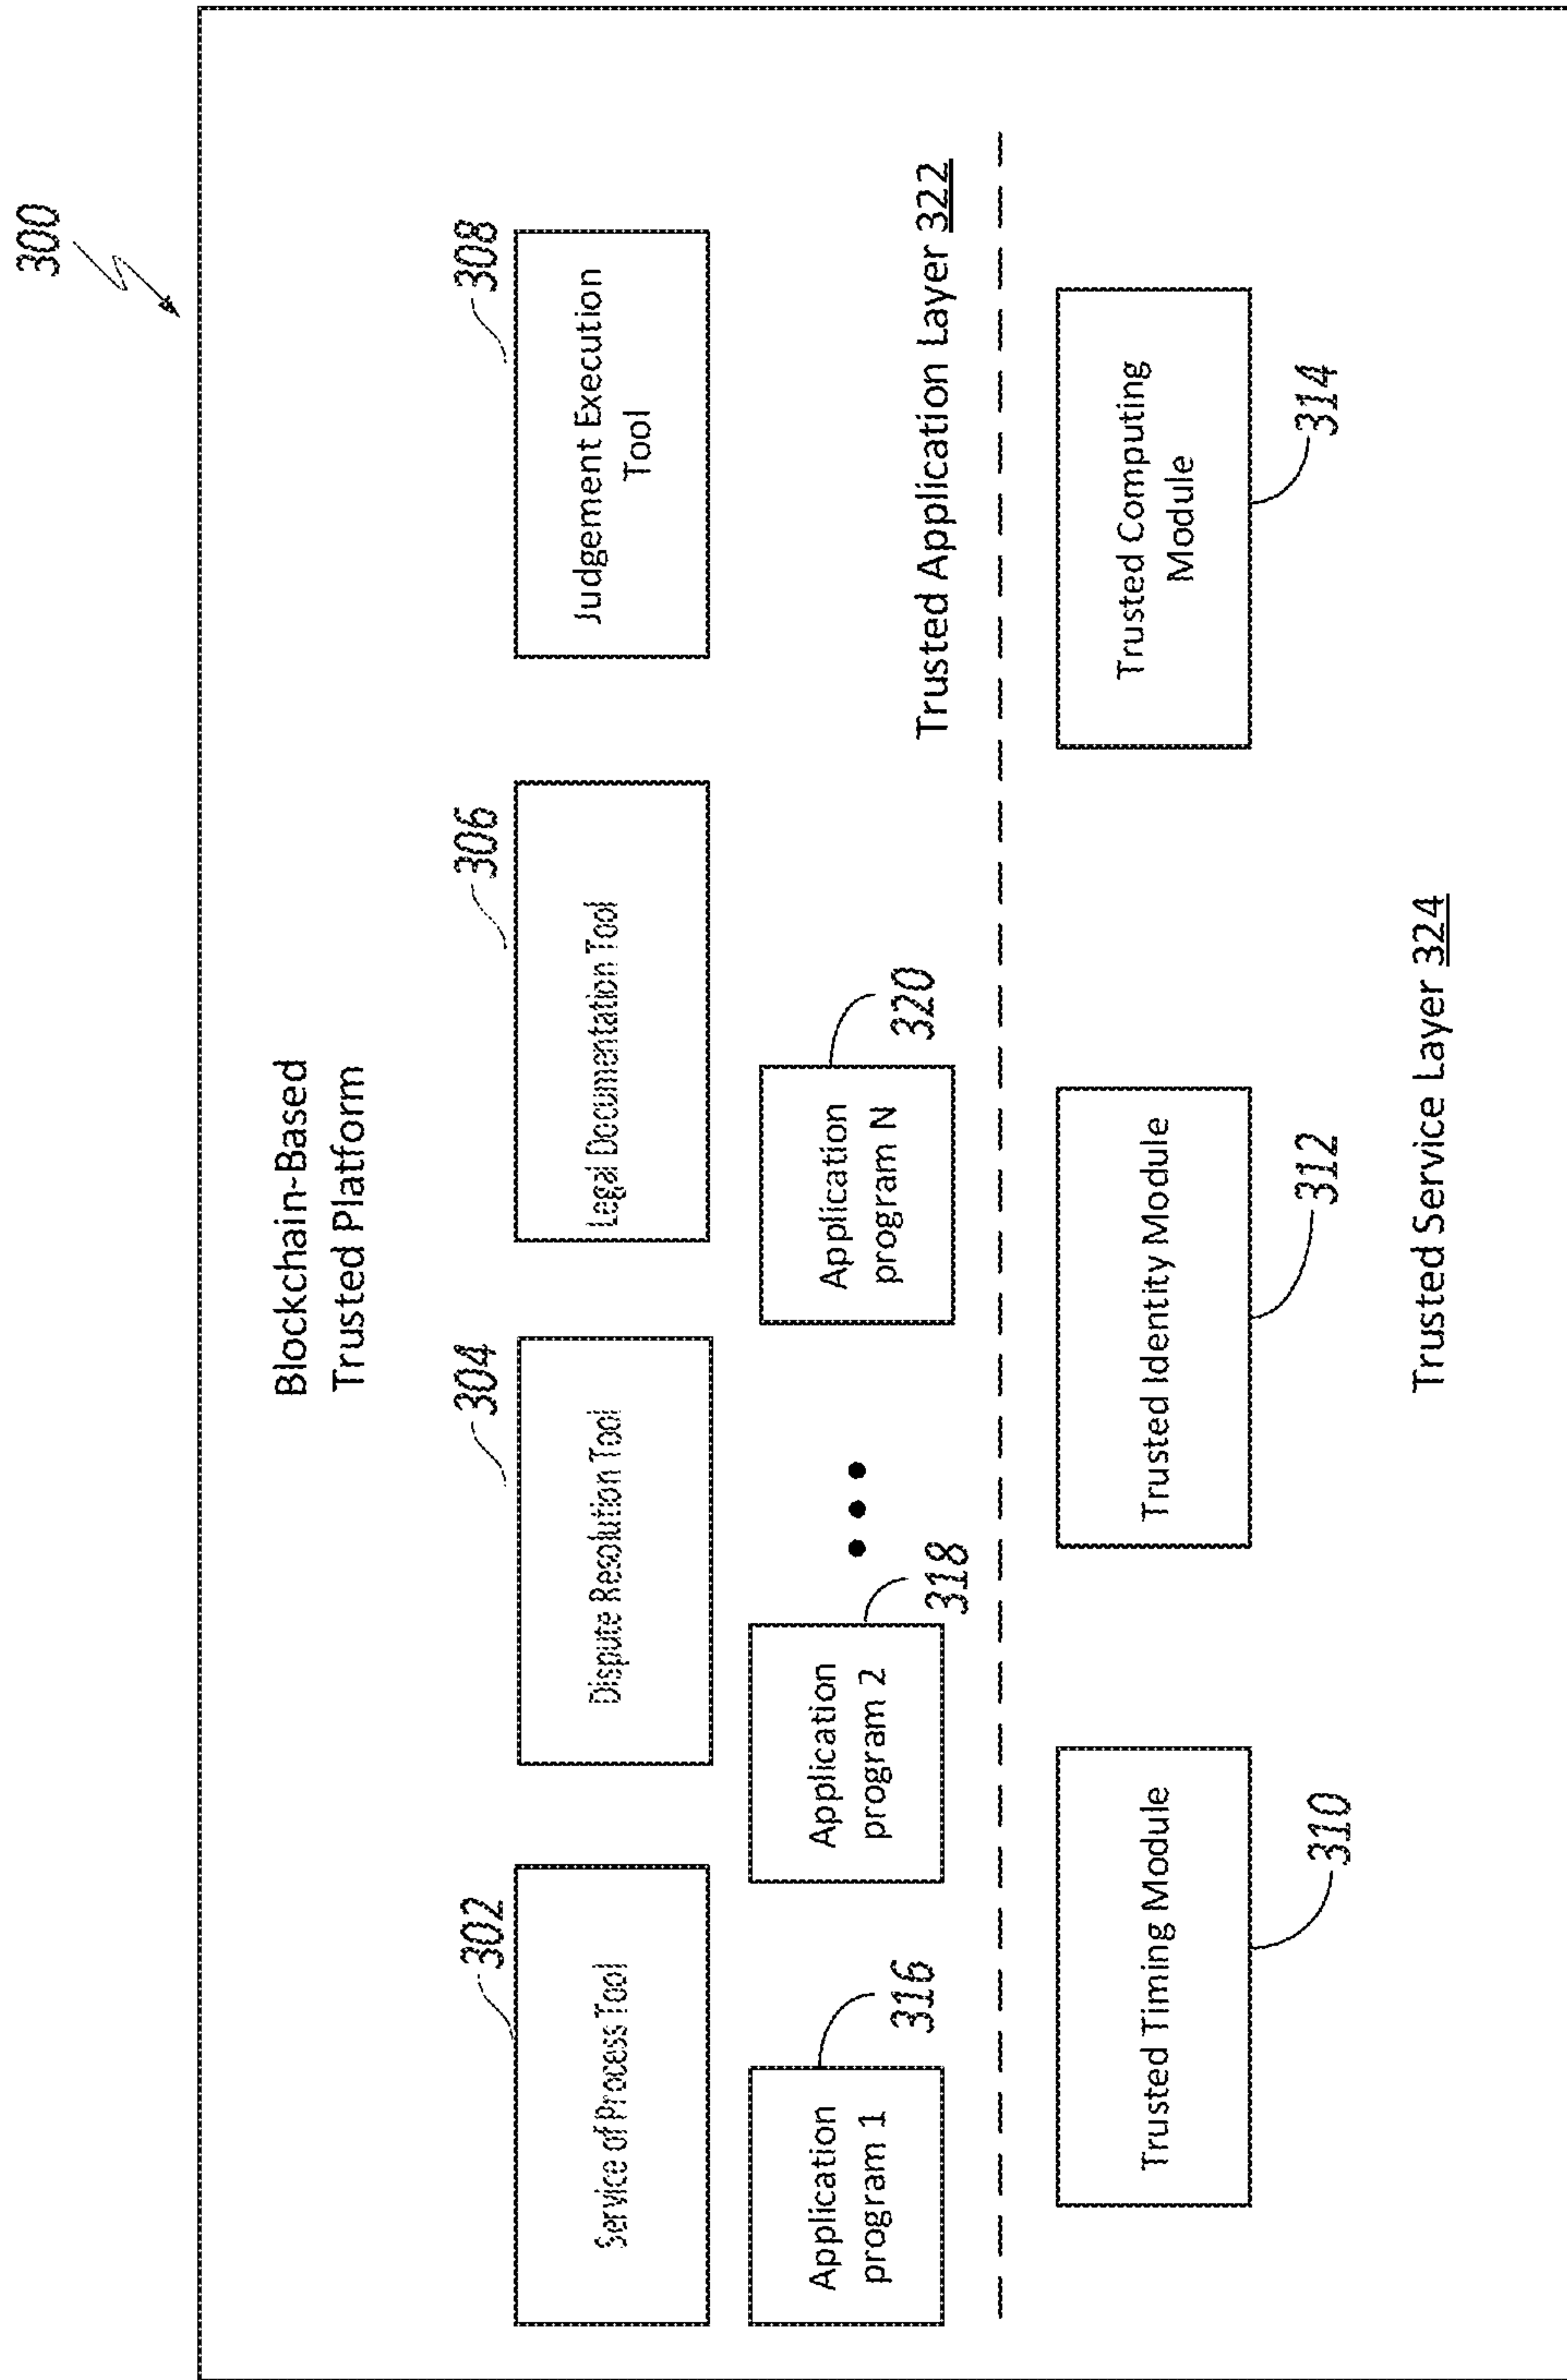 300
Blockchain-Based
Trusted Platform
302
304
306
308
Service of Process Tool
Dispute Resolution Tool
Legal Documentation Tool
Judgement Execution
Tool
Application
program 1
316
Application
program 2
318
Application
program N
320
Trusted Application Layer 322
Trusted Timing Module
310
Trusted Identity Module
312
Trusted Computing
Module
314
Trusted Service Layer 324